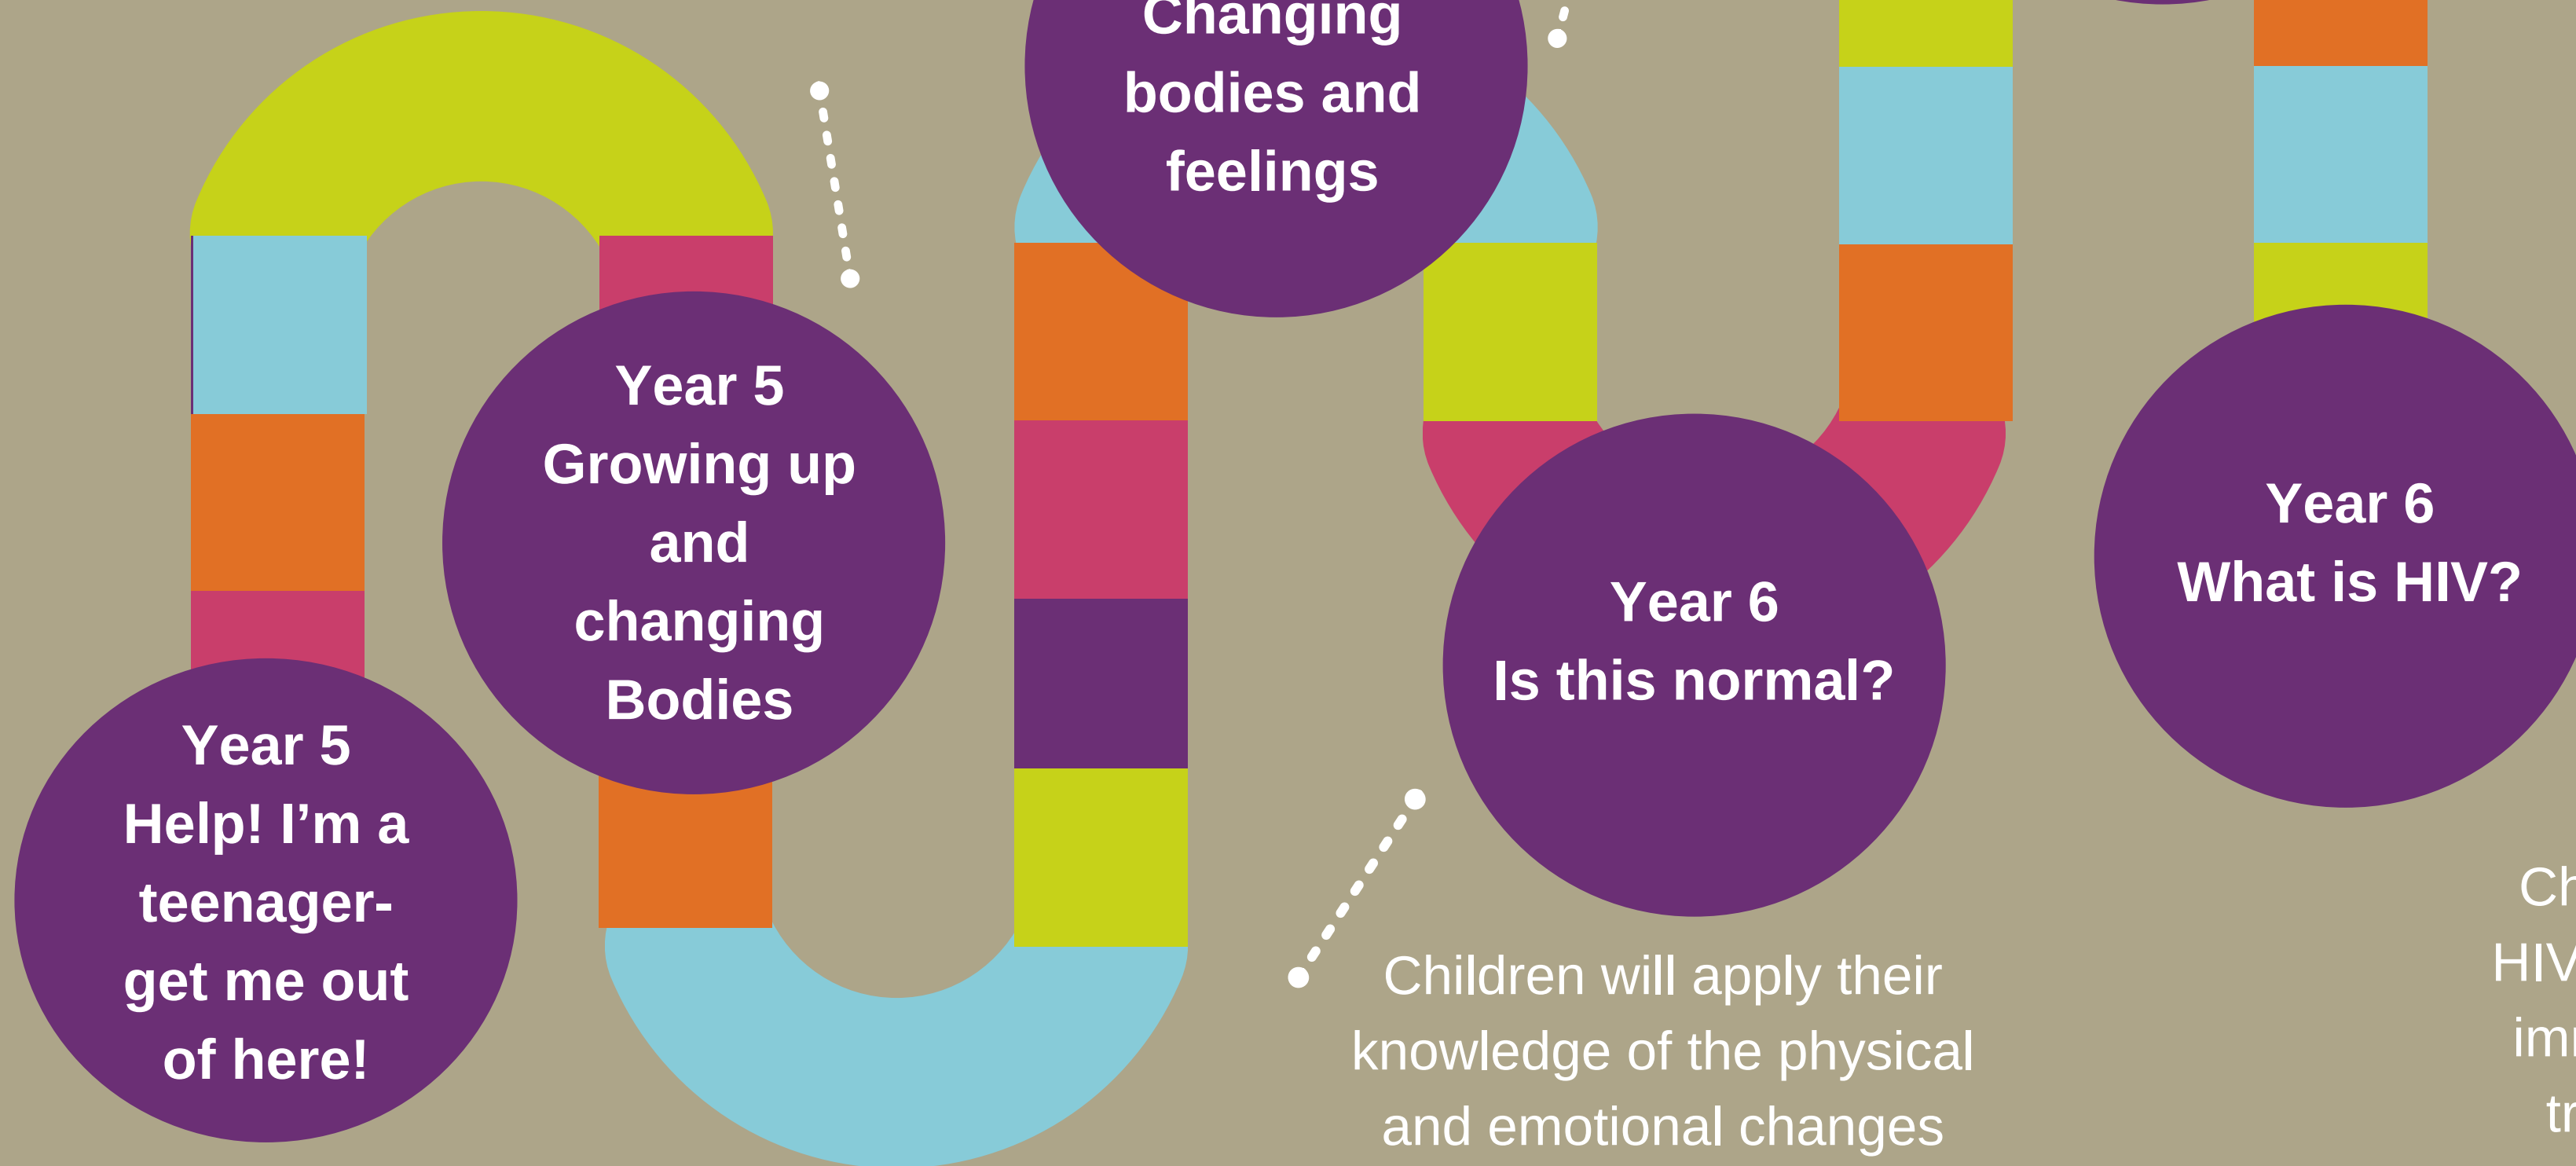 Changing
bodies and
feelings
Year 5
Growing up
and
changing
Bodies
Year 5
Help! I’m a
teenager-
get me out
of here!
Year 6
Is this normal?
Year 6
What is HIV?
Children will apply their
knowledge of the physical
and emotional changes
HIV